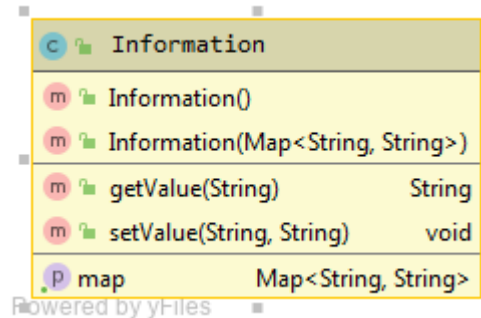 C Information
m Information()
m Information(Map<String, String>)
m getValue(String) String
m setValue(String, String) void
P map Map<String, String>
Powered by yFiles